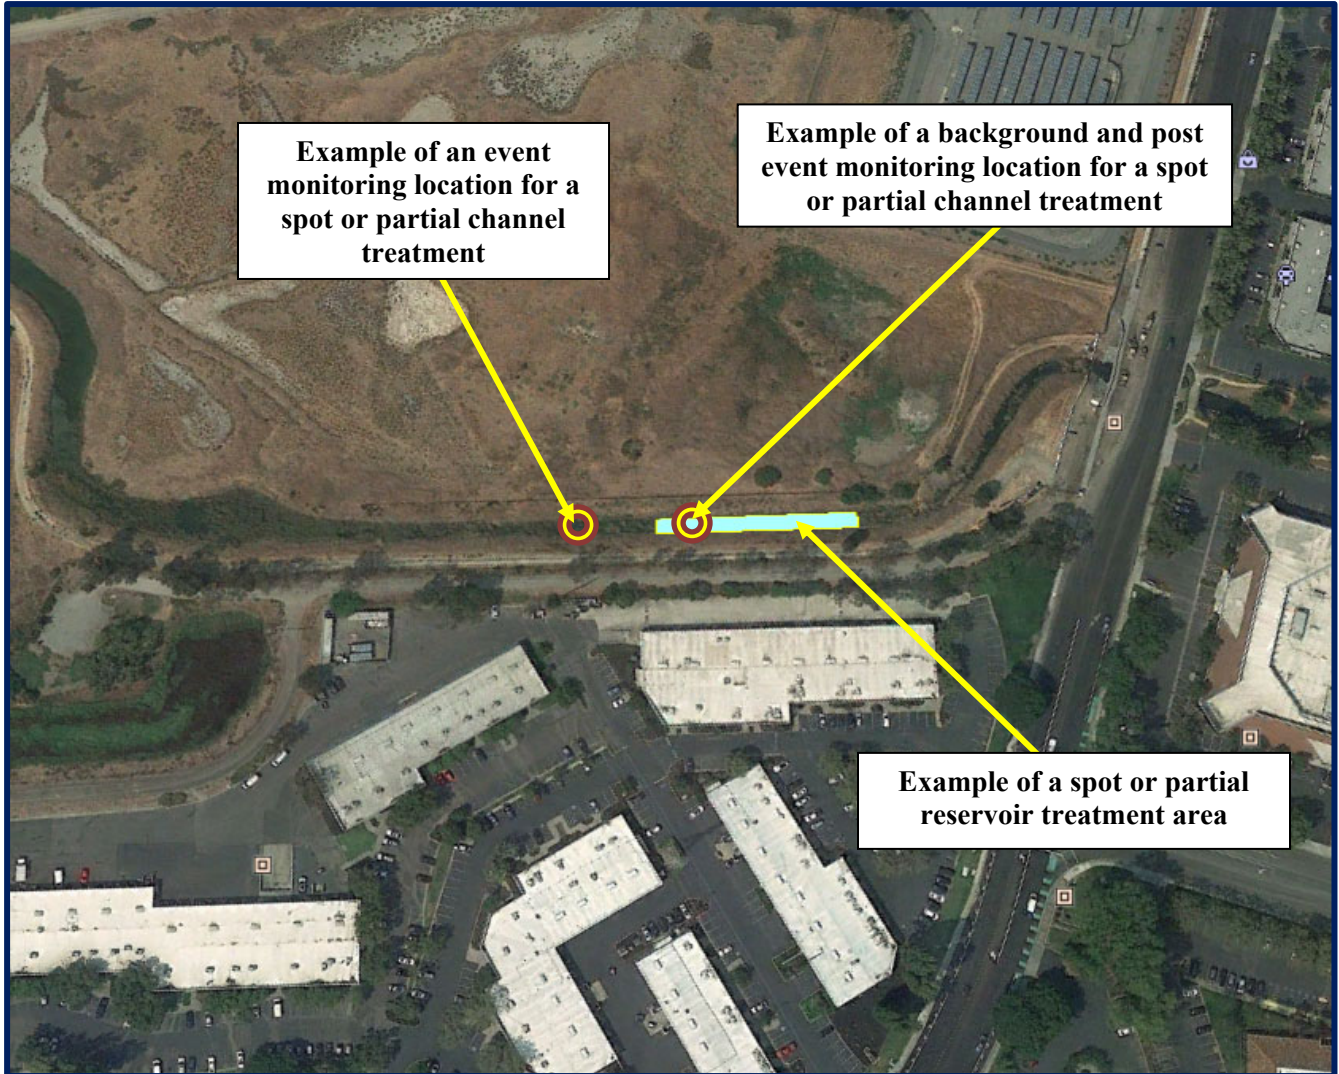 Example of an event
monitoring location for a
spot or partial channel
treatment
Example of a background and post
event monitoring location for a spot
or partial channel treatment
Example of a spot or partial
reservoir treatment area